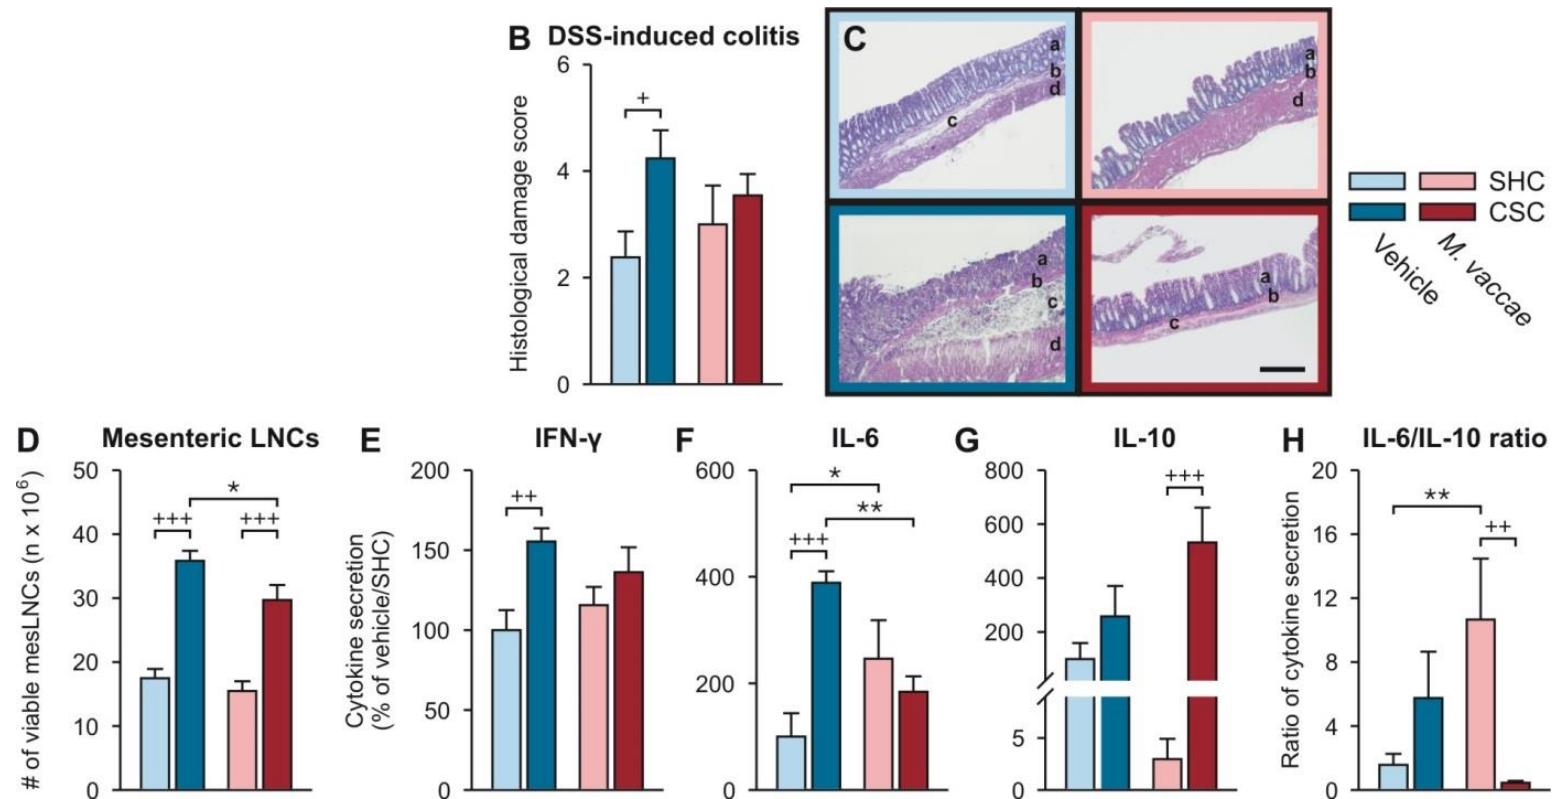 B DSS-induced colitis
Histological damage score
6
4
2
0
+
C
a
b
d
c
a
b
d
a
b
c
d
a
b
c
SHC
CSC
Vehicle
M. vaccae
D Mesenteric LNCs
# of viable mesLNCs (n x 10⁶)
50
40
30
20
10
0
+++
*
+++
E IFN-γ
Cytokine secretion
(% of vehicle/SHC)
200
150
100
50
0
++
F IL-6
600
400
200
0
*
**
+++
G IL-10
800
600
400
200
5
0
+++
H IL-6/IL-10 ratio
Ratio of cytokine secretion
20
16
12
8
4
0
**
++